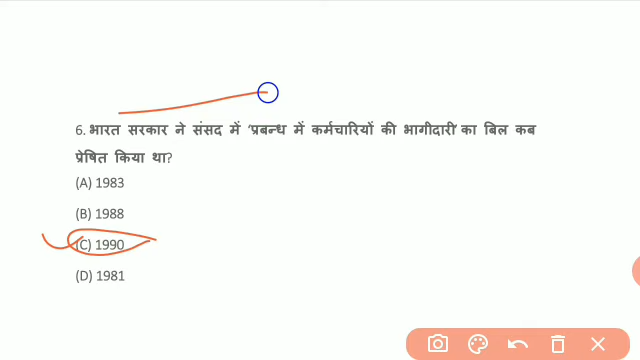 6. भारत सरकार ने संसद में 'प्रबन्ध में कर्मचारियों की भागीदारी' का बिल कब
प्रेषित किया था?
(A) 1983
(B) 1988
(C) 1990
(D) 1981